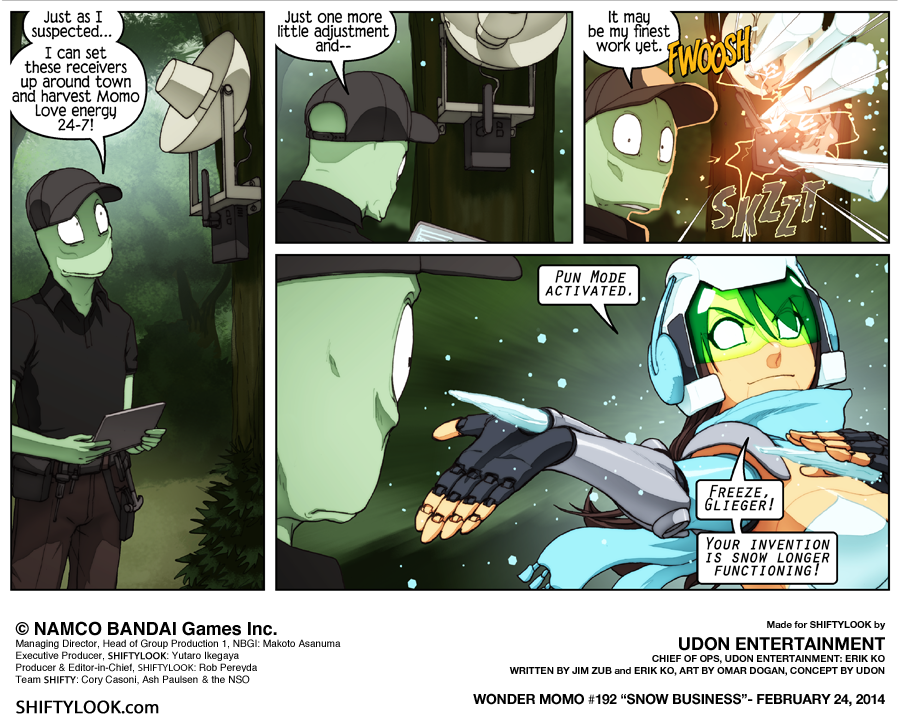 Just as I
suspected...
I can set
these receivers
up around town
and harvest Momo
Love energy
24-7!
Just one more
little adjustment
and--
It may
be my finest
work yet.
FWOOSH
SKZZZT
Pun Mode
activated.
Freeze,
Glieger!
Your invention
is snow longer
functioning!
© NAMCO BANDAI Games Inc.
Managing Director, Head of Group Production 1, NBGI: Makoto Asanuma
Executive Producer, SHIFTYLOOK: Yutaro Ikegaya
Producer & Editor-in-Chief, SHIFTYLOOK: Rob Pereyda
Team SHIFTY: Cory Casoni, Ash Paulsen & the NSO
SHIFTYLOOK.com
Made for SHIFTYLOOK by
UDON ENTERTAINMENT
CHIEF OF OPS, UDON ENTERTAINMENT: ERIK KO
WRITTEN BY JIM ZUB and ERIK KO, ART BY OMAR DOGAN, CONCEPT BY UDON
WONDER MOMO #192 “SNOW BUSINESS”- FEBRUARY 24, 2014